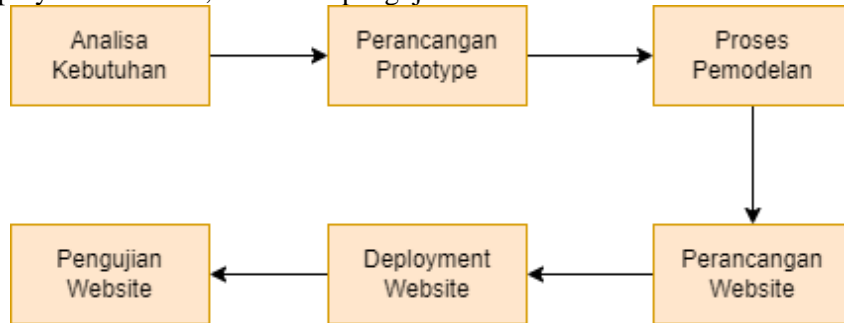 Analisa
Kebutuhan
Perancangan
Prototype
Proses
Pemodelan
Perancangan
Website
Deployment
Website
Pengujian
Website